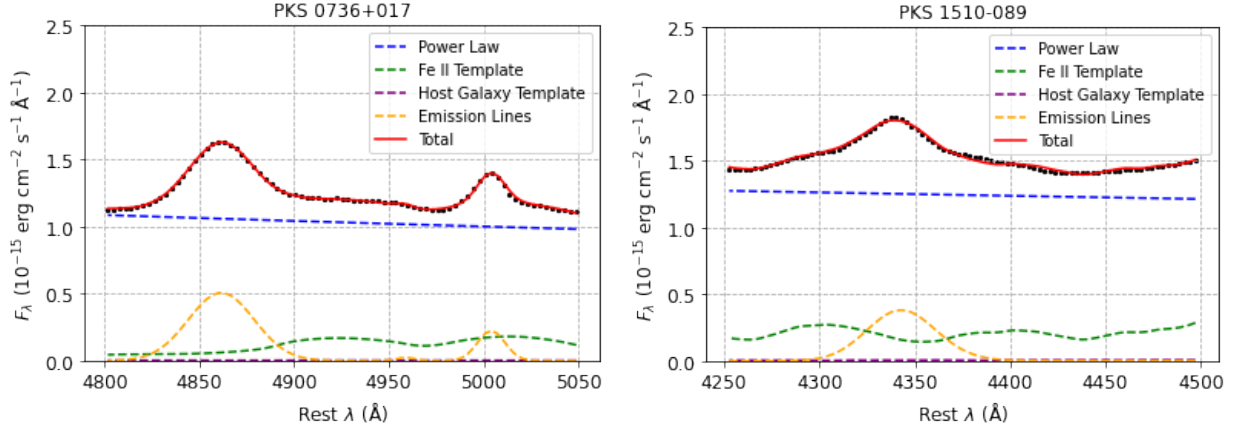 PKS 0736+017
2.5
2.0
1.5
1.0
0.5
0.0
F_λ (10^−15 erg cm^−2 s^−1 Å^−1)
Power Law
Fe II Template
Host Galaxy Template
Emission Lines
Total
4800 4850 4900 4950 5000 5050
Rest λ (Å)
PKS 1510-089
2.5
2.0
1.5
1.0
0.5
0.0
F_λ (10^−15 erg cm^−2 s^−1 Å^−1)
Power Law
Fe II Template
Host Galaxy Template
Emission Lines
Total
4250 4300 4350 4400 4450 4500
Rest λ (Å)